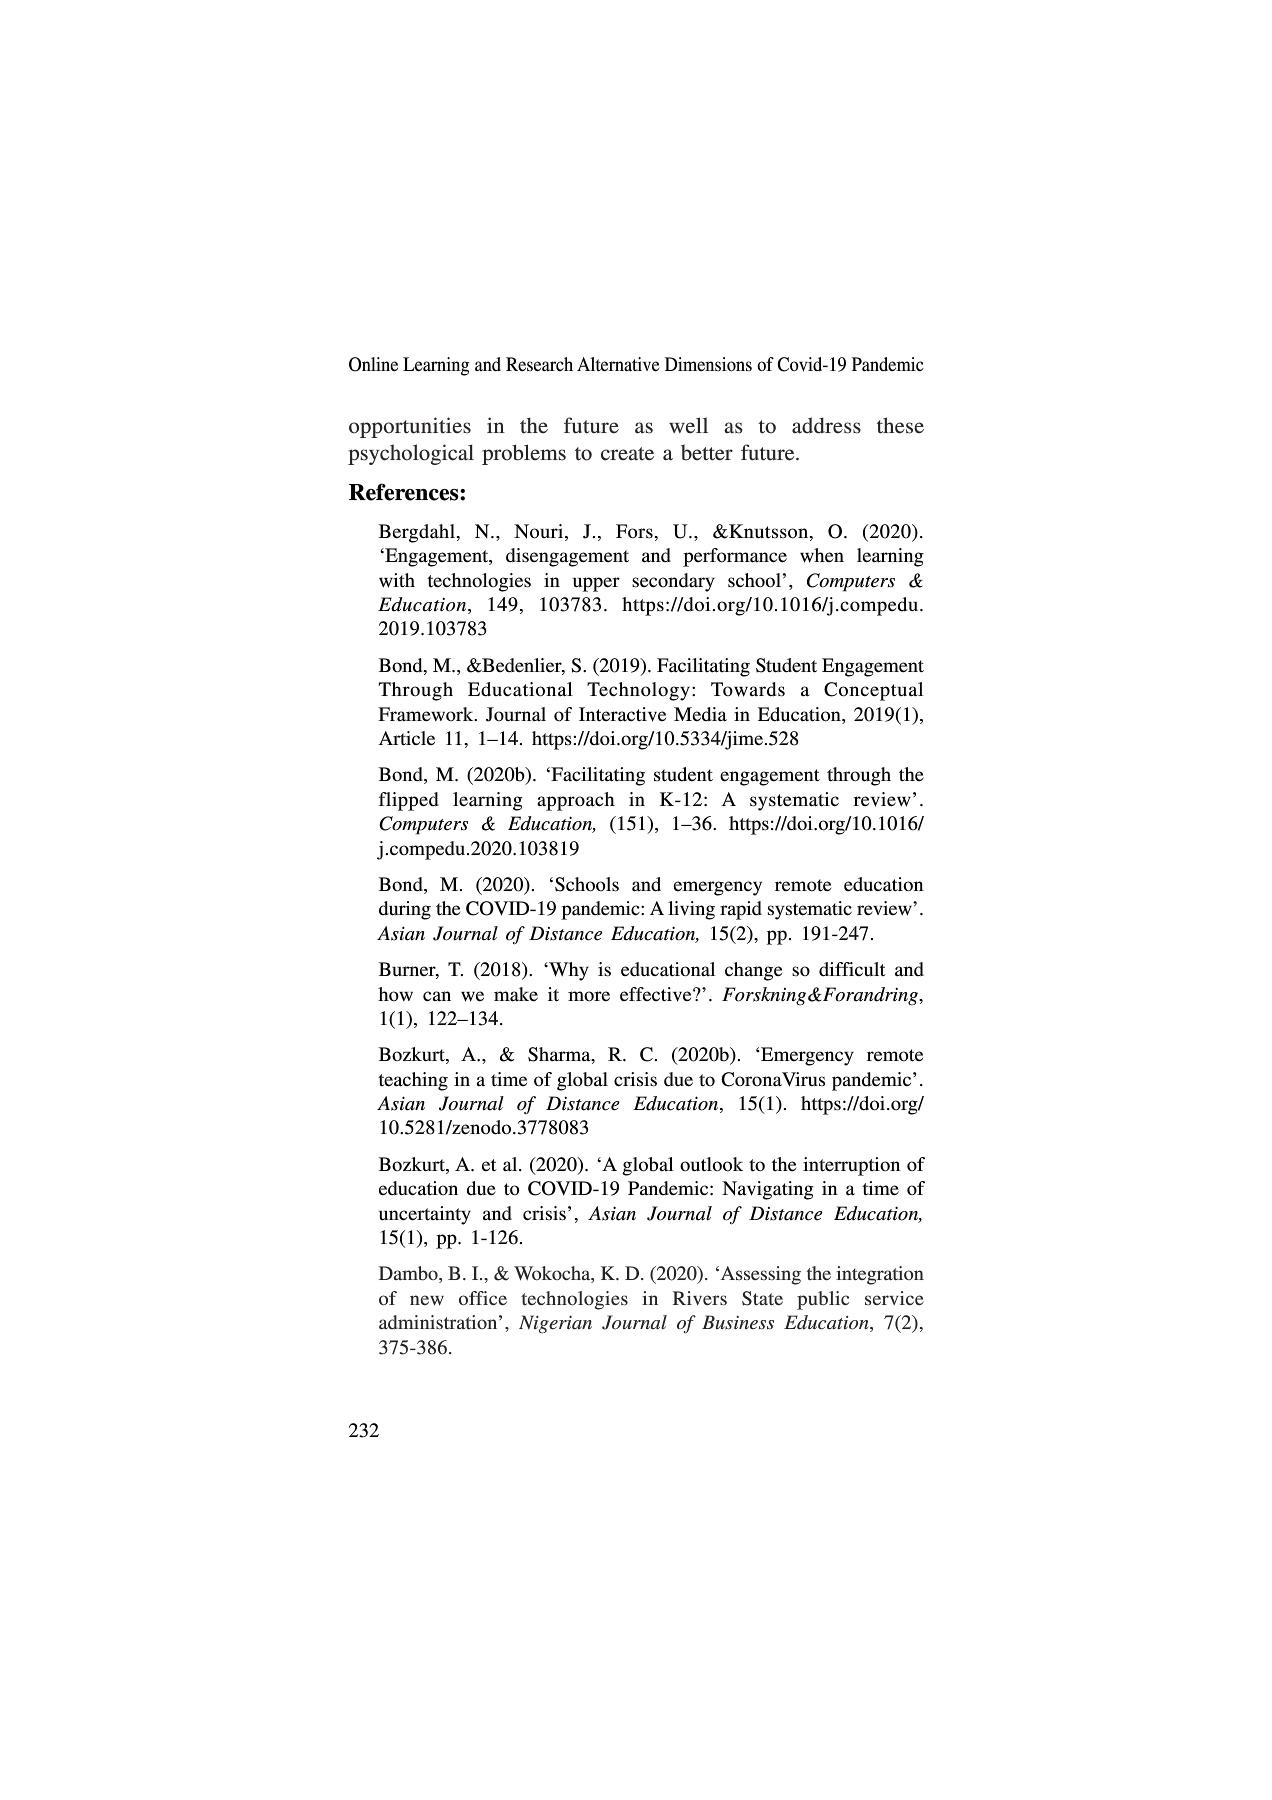 Online Learning and Research Alternative Dimensions of Covid-19 Pandemic
opportunities in the future as well as to address these
psychological problems to create a better future.
References:
Bergdahl, N., Nouri, J., Fors, U., &Knutsson, O. (2020).
‘Engagement, disengagement and performance when learning
with technologies in upper secondary school’, Computers &
Education, 149, 103783. https://doi.org/10.1016/j.compedu.
2019.103783
Bond, M., &Bedenlier, S. (2019). Facilitating Student Engagement
Through Educational Technology: Towards a Conceptual
Framework. Journal of Interactive Media in Education, 2019(1),
Article 11, 1–14. https://doi.org/10.5334/jime.528
Bond, M. (2020b). ‘Facilitating student engagement through the
flipped learning approach in K-12: A systematic review’.
Computers & Education, (151), 1–36. https://doi.org/10.1016/
j.compedu.2020.103819
Bond, M. (2020). ‘Schools and emergency remote education
during the COVID-19 pandemic: A living rapid systematic review’.
Asian Journal of Distance Education, 15(2), pp. 191-247.
Burner, T. (2018). ‘Why is educational change so difficult and
how can we make it more effective?’. Forskning&Forandring,
1(1), 122–134.
Bozkurt, A., & Sharma, R. C. (2020b). ‘Emergency remote
teaching in a time of global crisis due to CoronaVirus pandemic’.
Asian Journal of Distance Education, 15(1). https://doi.org/
10.5281/zenodo.3778083
Bozkurt, A. et al. (2020). ‘A global outlook to the interruption of
education due to COVID-19 Pandemic: Navigating in a time of
uncertainty and crisis’, Asian Journal of Distance Education,
15(1), pp. 1-126.
Dambo, B. I., & Wokocha, K. D. (2020). ‘Assessing the integration
of new office technologies in Rivers State public service
administration’, Nigerian Journal of Business Education, 7(2),
375-386.
232